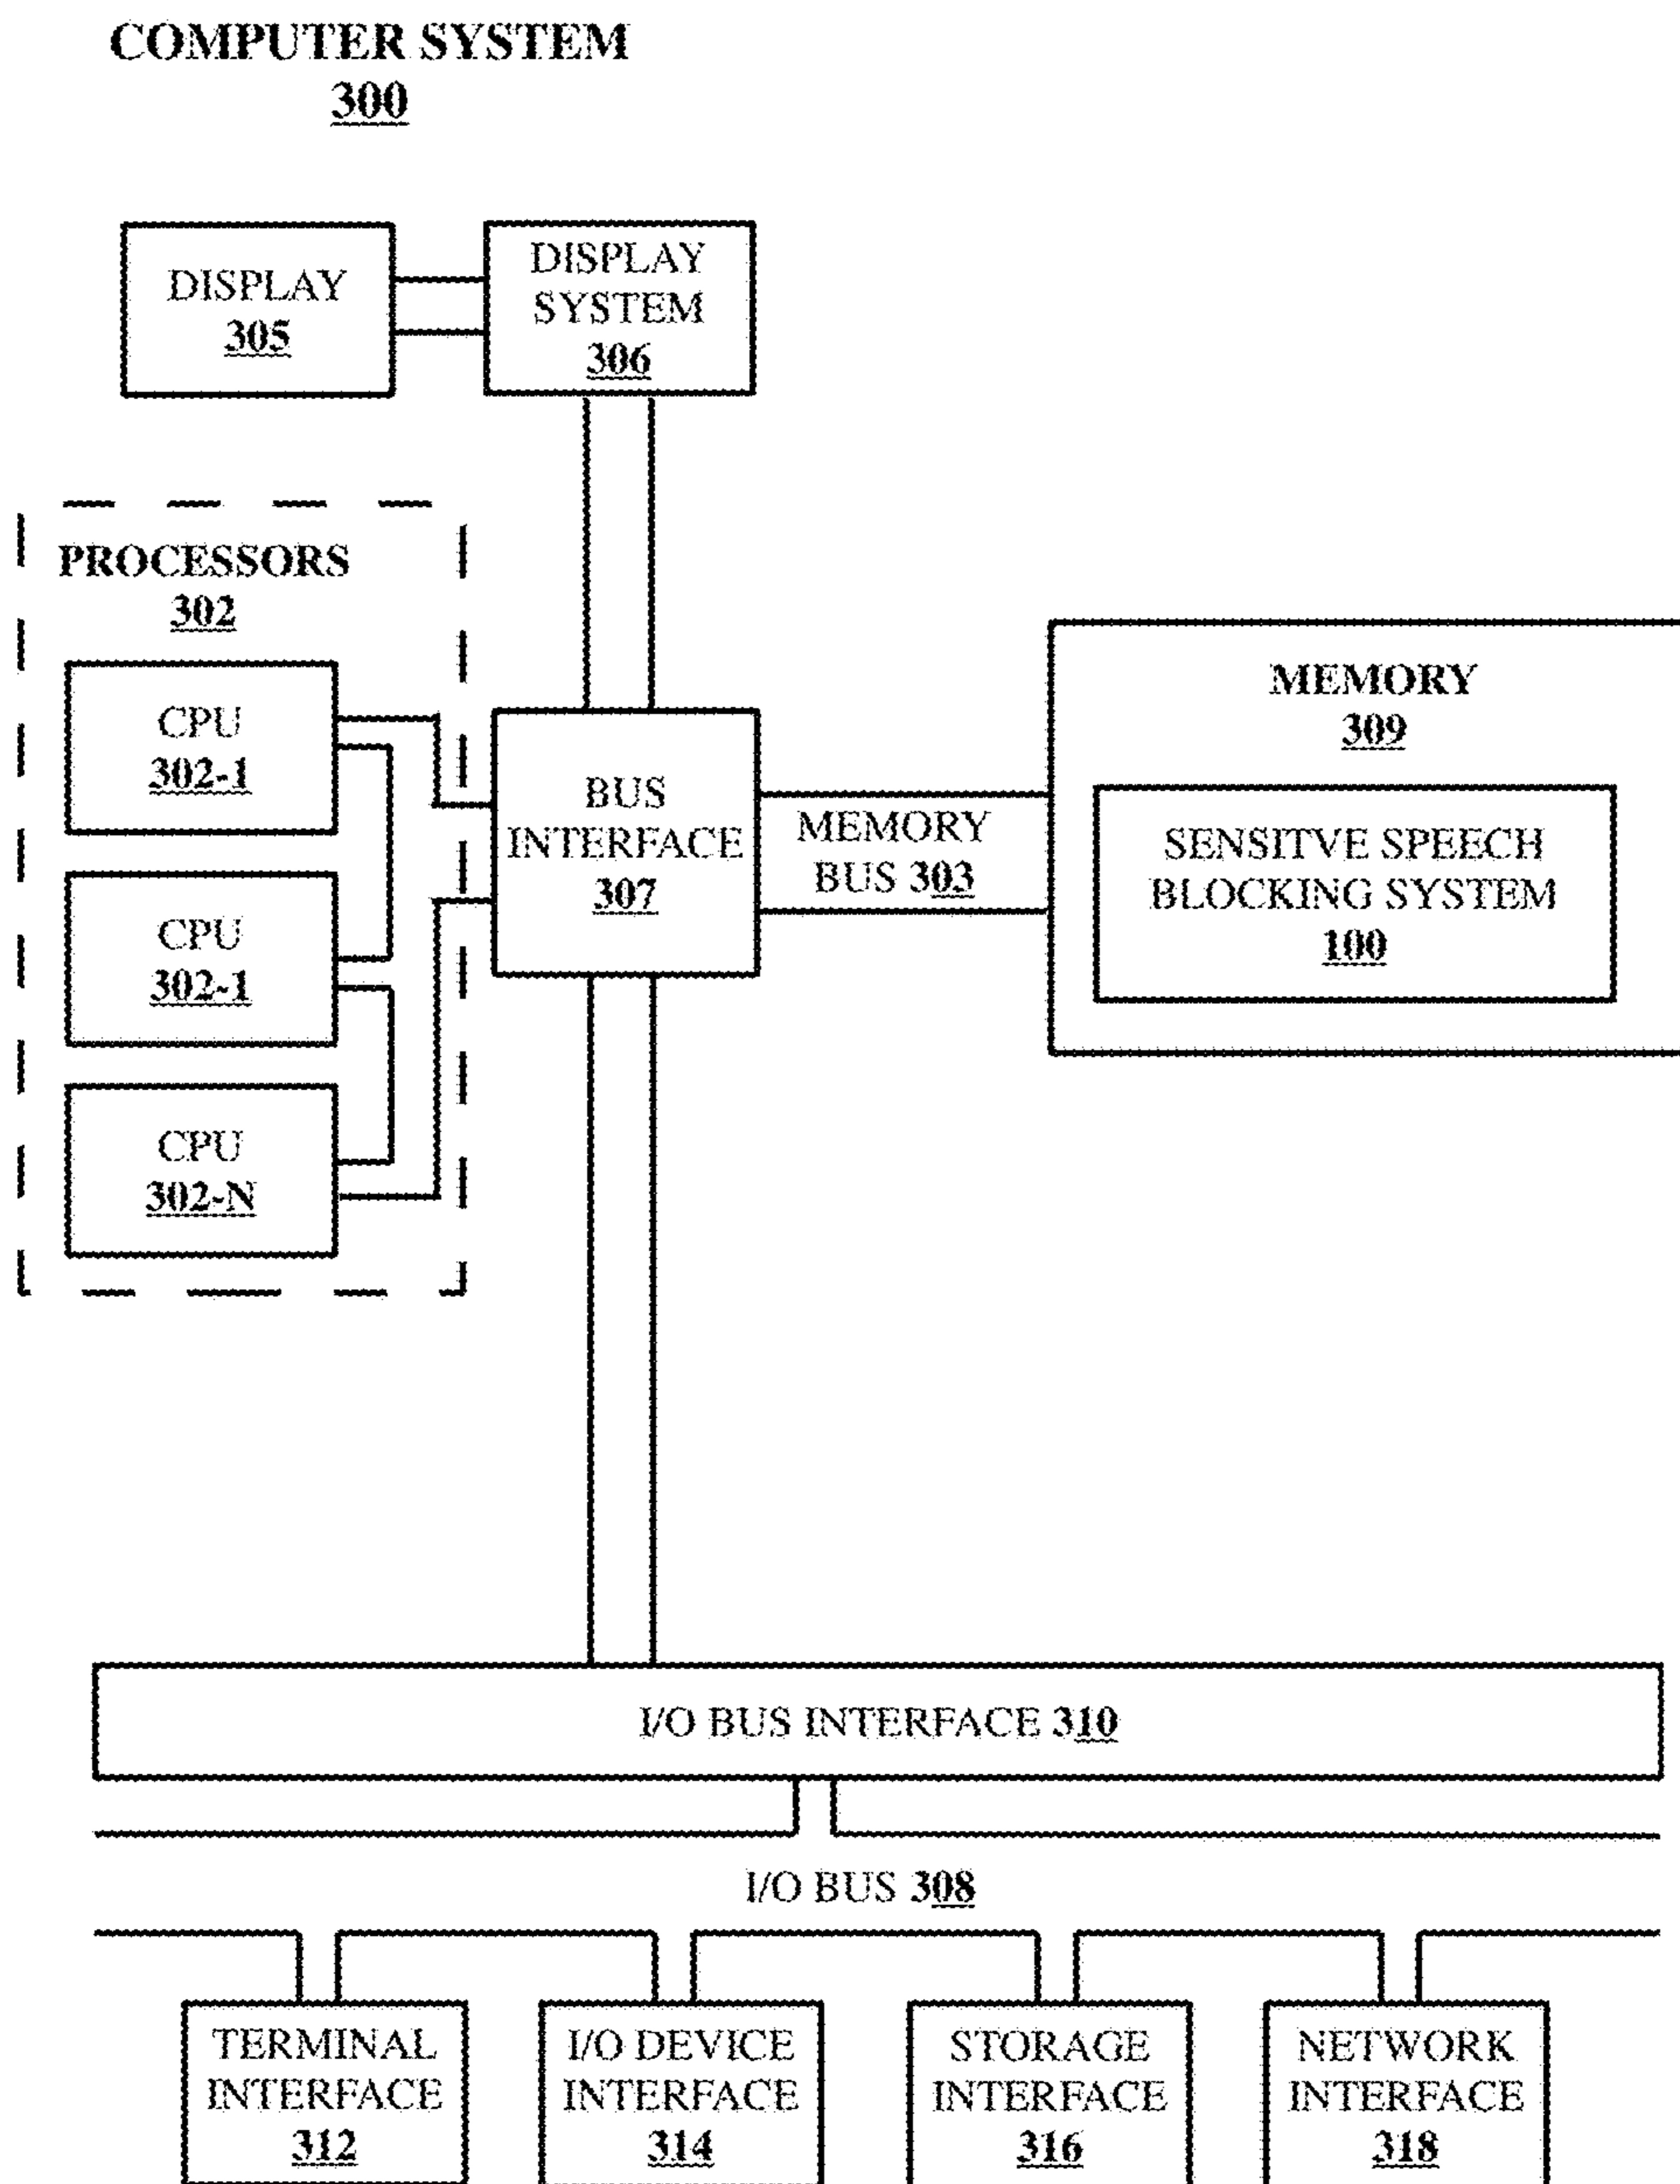 COMPUTER SYSTEM
300
DISPLAY
305
DISPLAY
SYSTEM
306
PROCESSORS
302
CPU
302-1
CPU
302-1
CPU
302-N
BUS
INTERFACE
307
MEMORY
BUS 303
MEMORY
309
SENSITVE SPEECH
BLOCKING SYSTEM
100
I/O BUS INTERFACE 310
I/O BUS 308
TERMINAL
INTERFACE
312
I/O DEVICE
INTERFACE
314
STORAGE
INTERFACE
316
NETWORK
INTERFACE
318